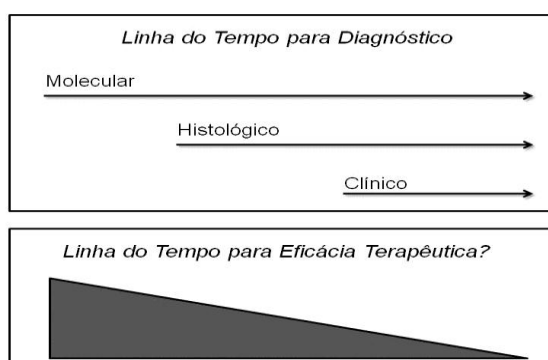 Linha do Tempo para Diagnóstico
Molecular
Histológico
Clínico
Linha do Tempo para Eficácia Terapêutica?